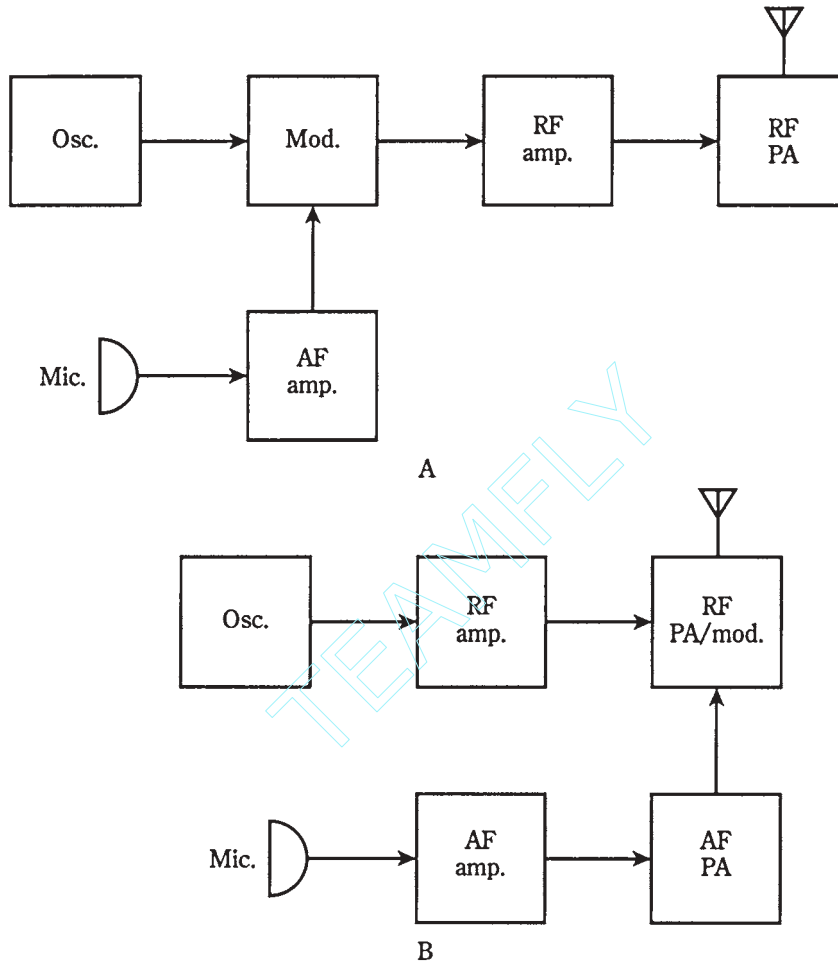 Osc.
Mod.
RF
amp.
RF
PA
Mic.
AF
amp.
A
TEAMFLY
Osc.
RF
amp.
RF
PA/mod.
Mic.
AF
amp.
AF
PA
B